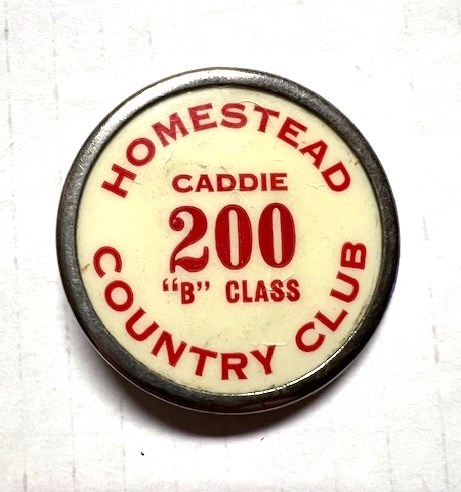 HOMESTEAD
CADDIE
200
"B" CLASS
COUNTRY CLUB